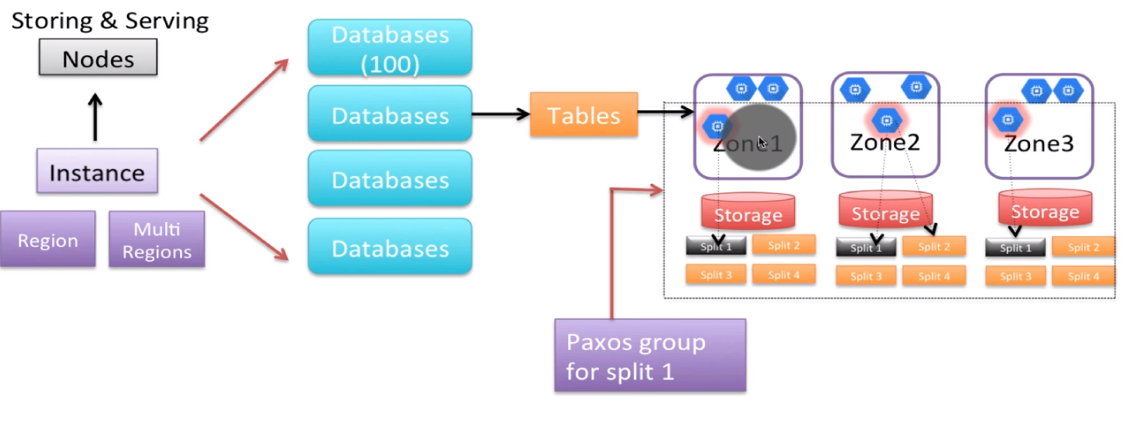 Storing & Serving
Nodes
Instance
Region
Multi
Regions
Databases
(100)
Databases
Databases
Databases
Tables
Zone1
Zone2
Zone3
Storage
Storage
Storage
Split 1
Split 2
Split 3
Split 4
Split 1
Split 2
Split 3
Split 4
Split 1
Split 2
Split 3
Split 4
Paxos group
for split 1